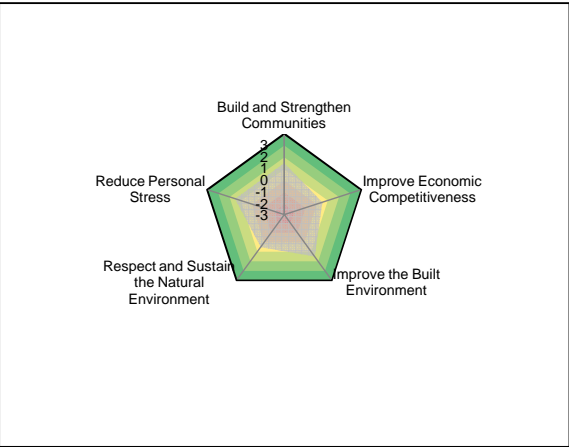 Build and Strengthen
Communities
3
2
1
0
-1
-2
-3
Reduce Personal
Stress
Improve Economic
Competitiveness
Respect and Sustain
the Natural
Environment
Improve the Built
Environment